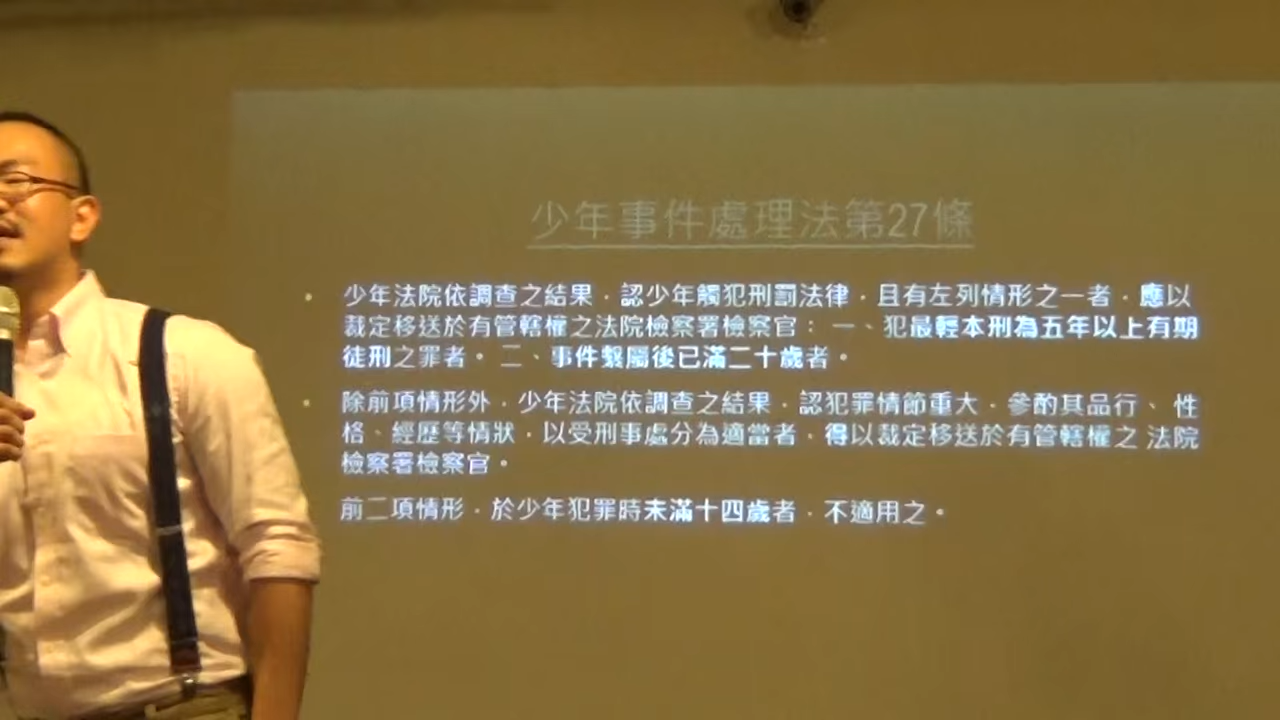 少年事件處理法第27條
少年法院依調查之結果，認少年觸犯刑罰法律，且有左列情形之一者，應以
裁定移送於有管轄權之法院檢察署檢察官： 一、犯最輕本刑為五年以上有期
徒刑之罪者。 二、事件繫屬後已滿二十歲者。
除前項情形外，少年法院依調查之結果，認犯罪情節重大，參酌其品行、 性
格、經歷等情狀，以受刑事處分為適當者，得以裁定移送於有管轄權之 法院
檢察署檢察官。
前二項情形，於少年犯罪時未滿十四歲者，不適用之。